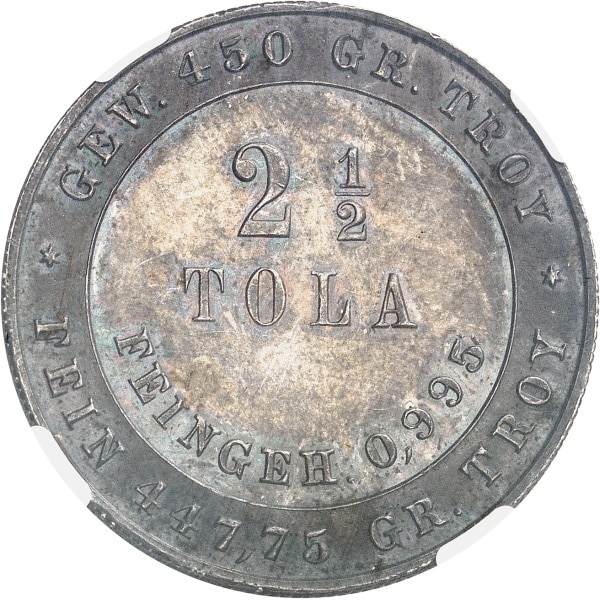 GEW. 450 GR. TROY
2 1/2
TOLA
FEINGEH. 0,995
* FEIN 447,75 GR. TROY *